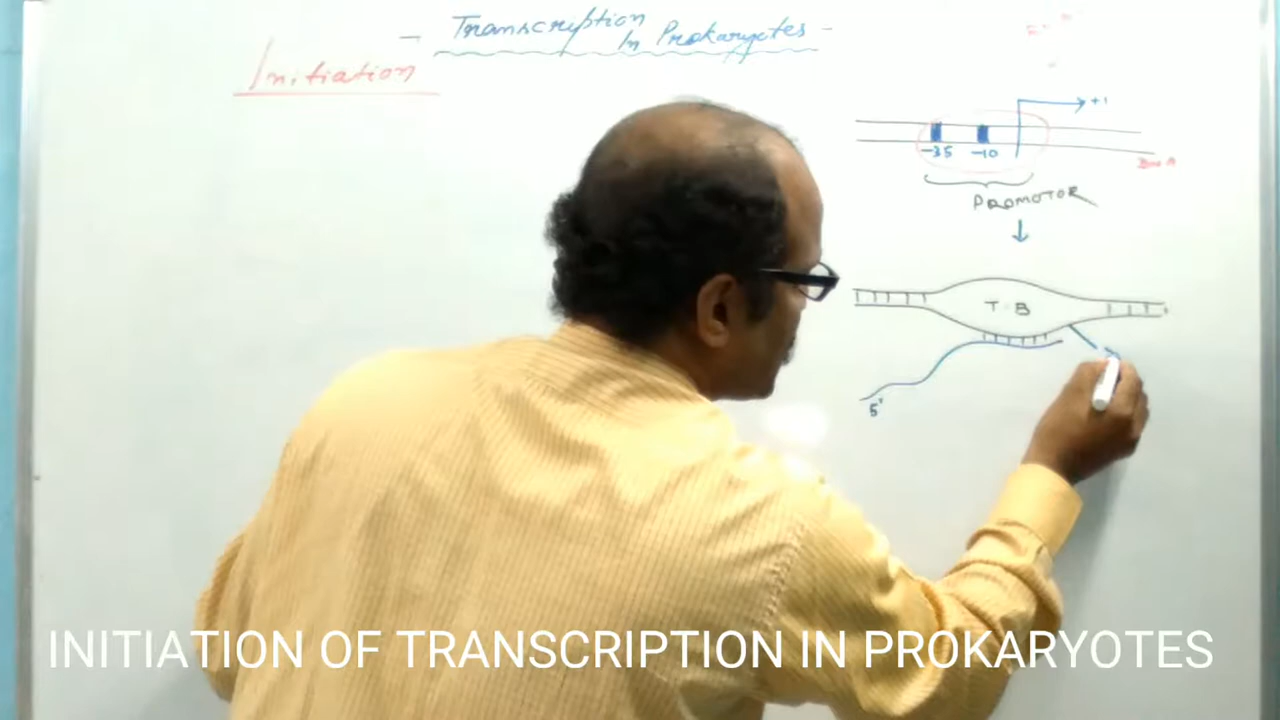 - Transcription
In Prokaryotes -
Initiation
+1
-35 -10
PROMOTOR
T B
5'
INITIATION OF TRANSCRIPTION IN PROKARYOTES